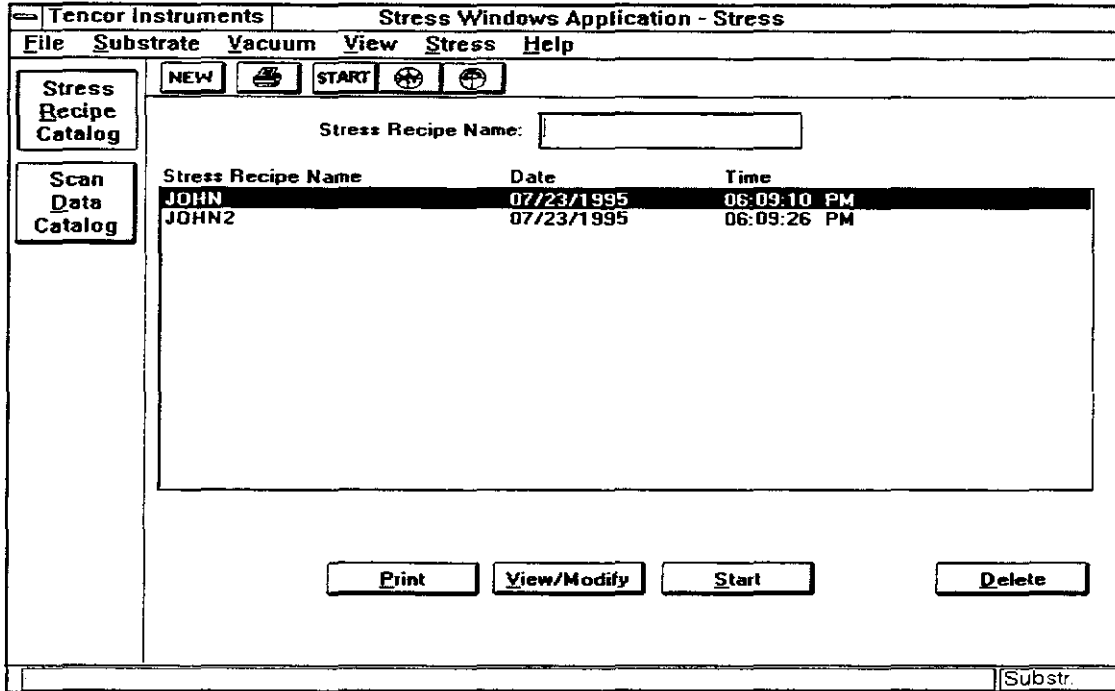 Tencor Instruments Stress Windows Application - Stress
File Substrate Vacuum View Stress Help
NEW START
Stress Recipe Catalog
Scan Data Catalog
Stress Recipe Name:
Stress Recipe Name Date Time
JOHN 07/23/1995 06:09:10 PM
JOHN2 07/23/1995 06:09:26 PM
Print View/Modify Start Delete
Substr.